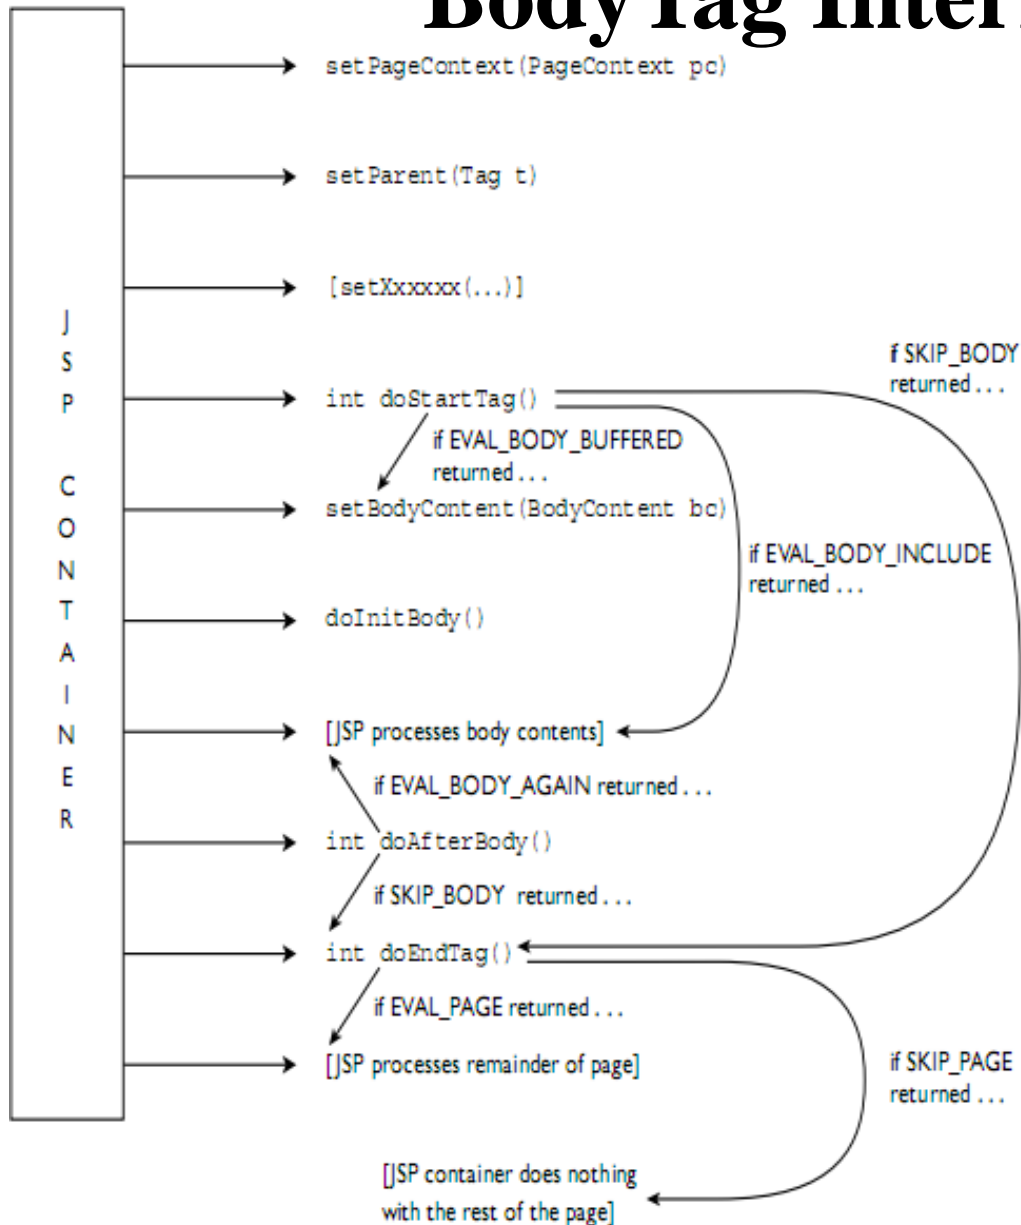 BodyTag Inter
setPageContext(PageContext pc)
setParent(Tag t)
[setXxxxxx(...)]
JSP CONTAINER
if SKIP_BODY
returned . . .
int doStartTag()
if EVAL_BODY_BUFFERED
returned . . .
setBodyContent(BodyContent bc)
if EVAL_BODY_INCLUDE
returned . . .
doInitBody()
[JSP processes body contents]
if EVAL_BODY_AGAIN returned . . .
int doAfterBody()
if SKIP_BODY returned . . .
int doEndTag()
if EVAL_PAGE returned . . .
[JSP processes remainder of page]
if SKIP_PAGE
returned . . .
[JSP container does nothing
with the rest of the page]